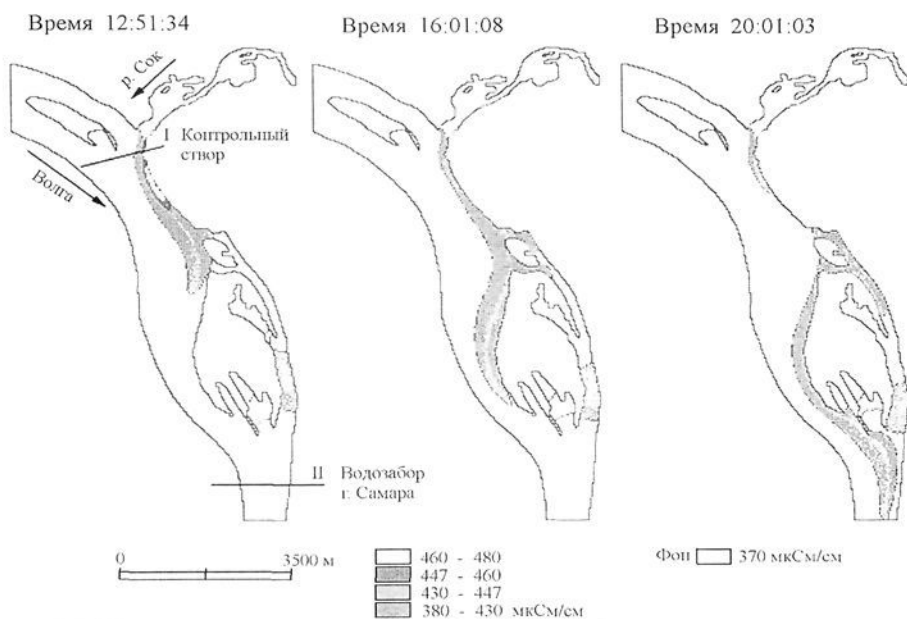 Время 12:51:34
Время 16:01:08
Время 20:01:03
р. Сок
I Контрольный
створ
Волга
II Водозабор
г. Самара
0 3500 м
460 - 480
447 - 460
430 - 447
380 - 430 мкСм/см
Фон 370 мкСм/см